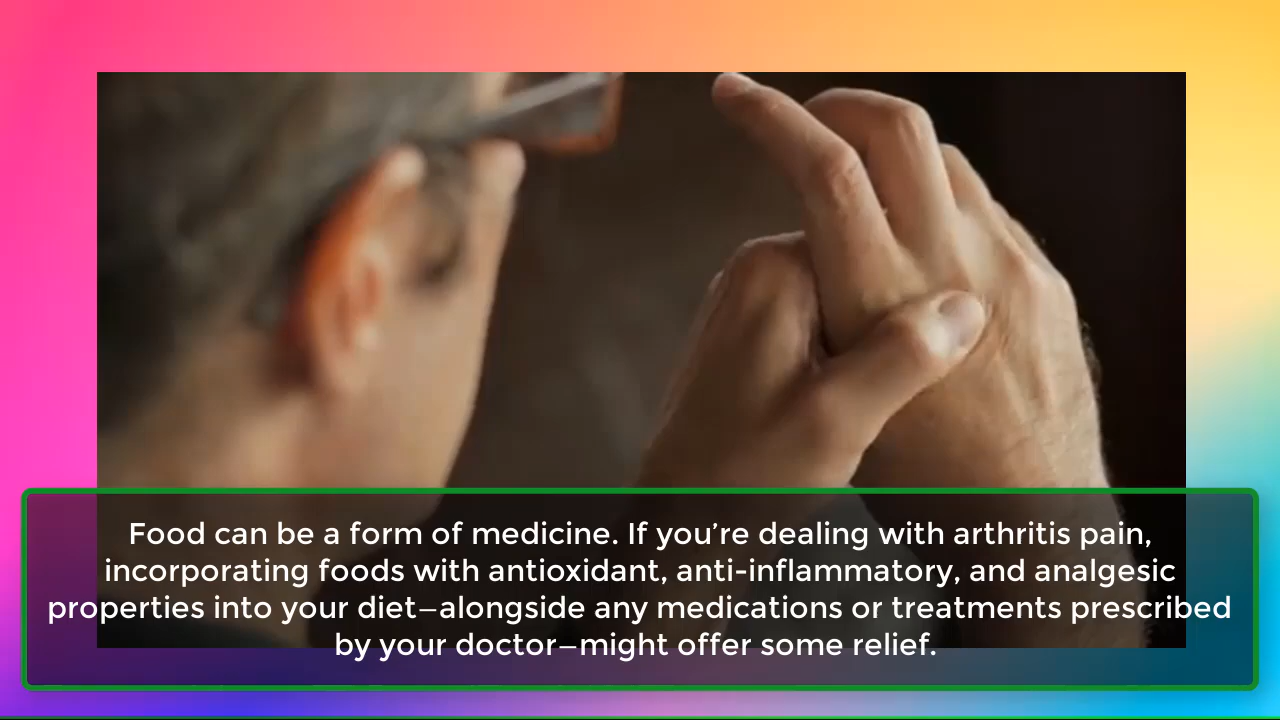 Food can be a form of medicine. If you’re dealing with arthritis pain,
incorporating foods with antioxidant, anti-inflammatory, and analgesic
properties into your diet—alongside any medications or treatments prescribed
by your doctor—might offer some relief.